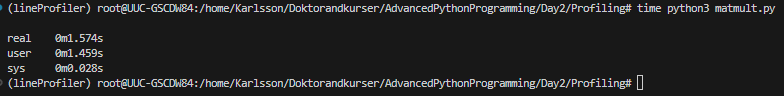 (lineProfiler) root@UUC-GSCDW84:/home/Karlsson/Doktorandkurser/AdvancedPythonProgramming/Day2/Profiling# time python3 matmult.py
real 0m1.574s
user 0m1.459s
sys 0m0.028s
(lineProfiler) root@UUC-GSCDW84:/home/Karlsson/Doktorandkurser/AdvancedPythonProgramming/Day2/Profiling#